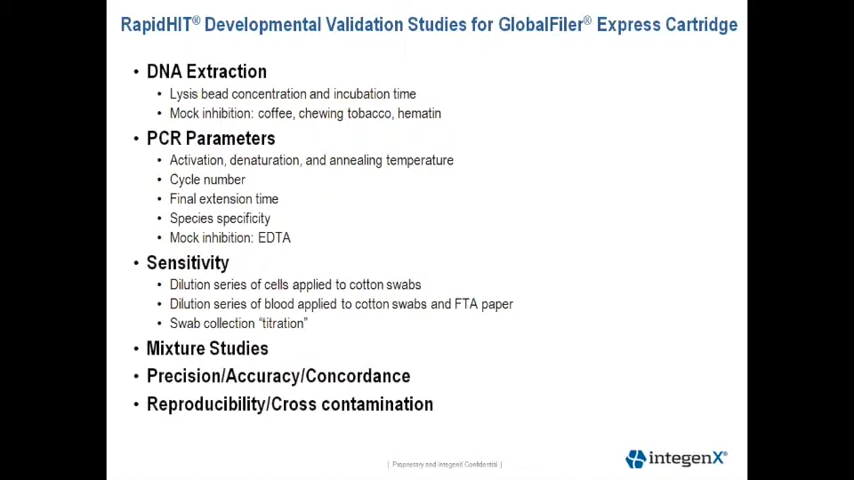 RapidHIT® Developmental Validation Studies for GlobalFiler® Express Cartridge
• DNA Extraction
• Lysis bead concentration and incubation time
• Mock inhibition: coffee, chewing tobacco, hematin
• PCR Parameters
• Activation, denaturation, and annealing temperature
• Cycle number
• Final extension time
• Species specificity
• Mock inhibition: EDTA
• Sensitivity
• Dilution series of cells applied to cotton swabs
• Dilution series of blood applied to cotton swabs and FTA paper
• Swab collection “titration”
• Mixture Studies
• Precision/Accuracy/Concordance
• Reproducibility/Cross contamination
| Proprietary and IntegenX Confidential |
integenX®